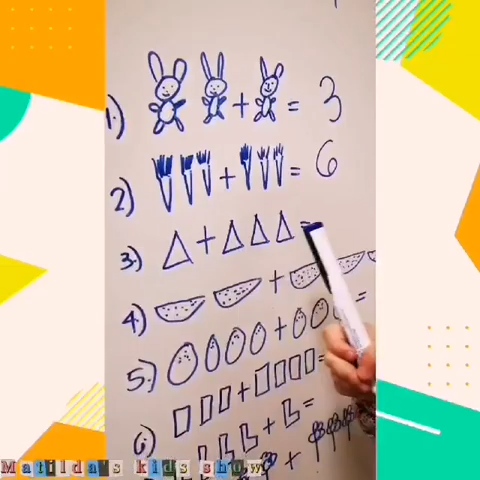 1.) + = 3
2) + = 6
3.) + =
4.) +
5.) + =
6) + =
+ =
+
Matilda's kids show